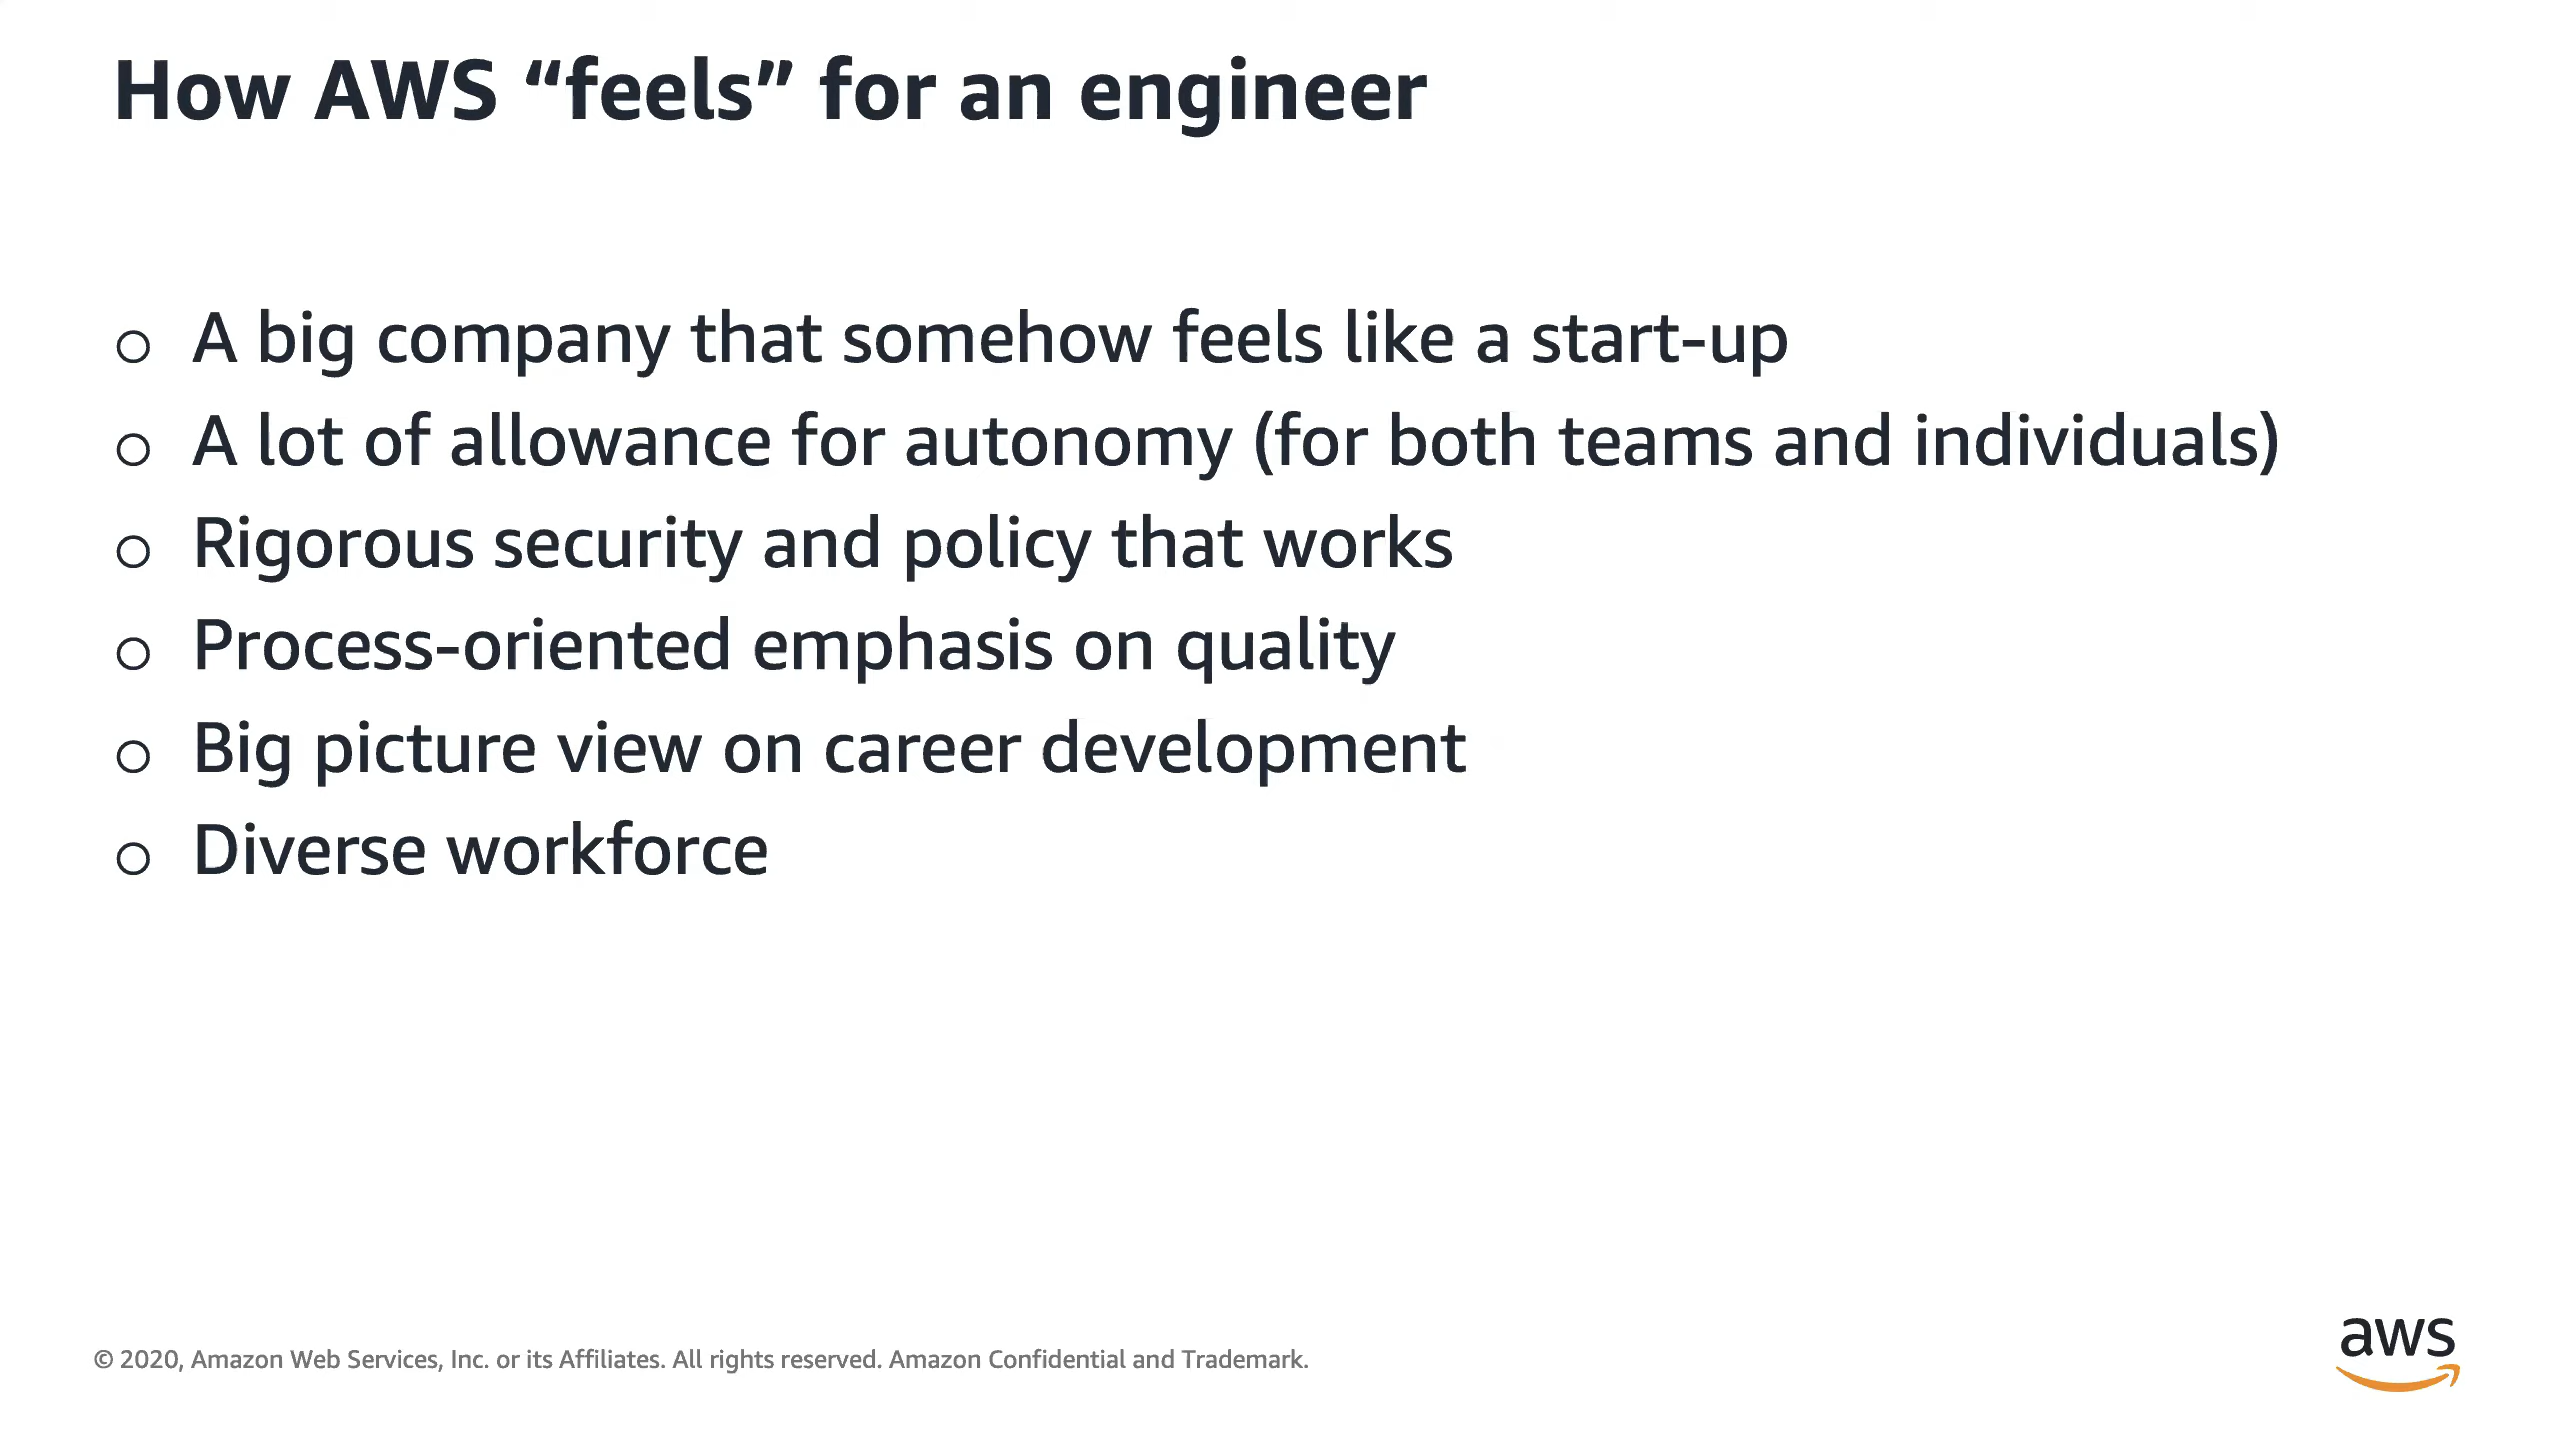 How AWS “feels” for an engineer
○ A big company that somehow feels like a start-up
○ A lot of allowance for autonomy (for both teams and individuals)
○ Rigorous security and policy that works
○ Process-oriented emphasis on quality
○ Big picture view on career development
○ Diverse workforce
© 2020, Amazon Web Services, Inc. or its Affiliates. All rights reserved. Amazon Confidential and Trademark.
aws